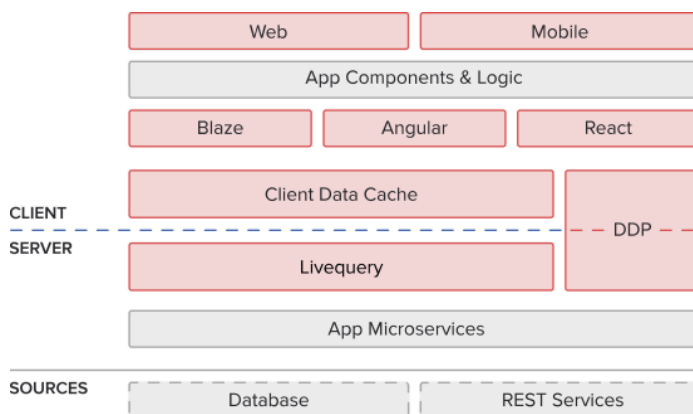 Web
Mobile
App Components & Logic
Blaze
Angular
React
Client Data Cache
CLIENT
DDP
SERVER
Livequery
App Microservices
SOURCES
Database
REST Services